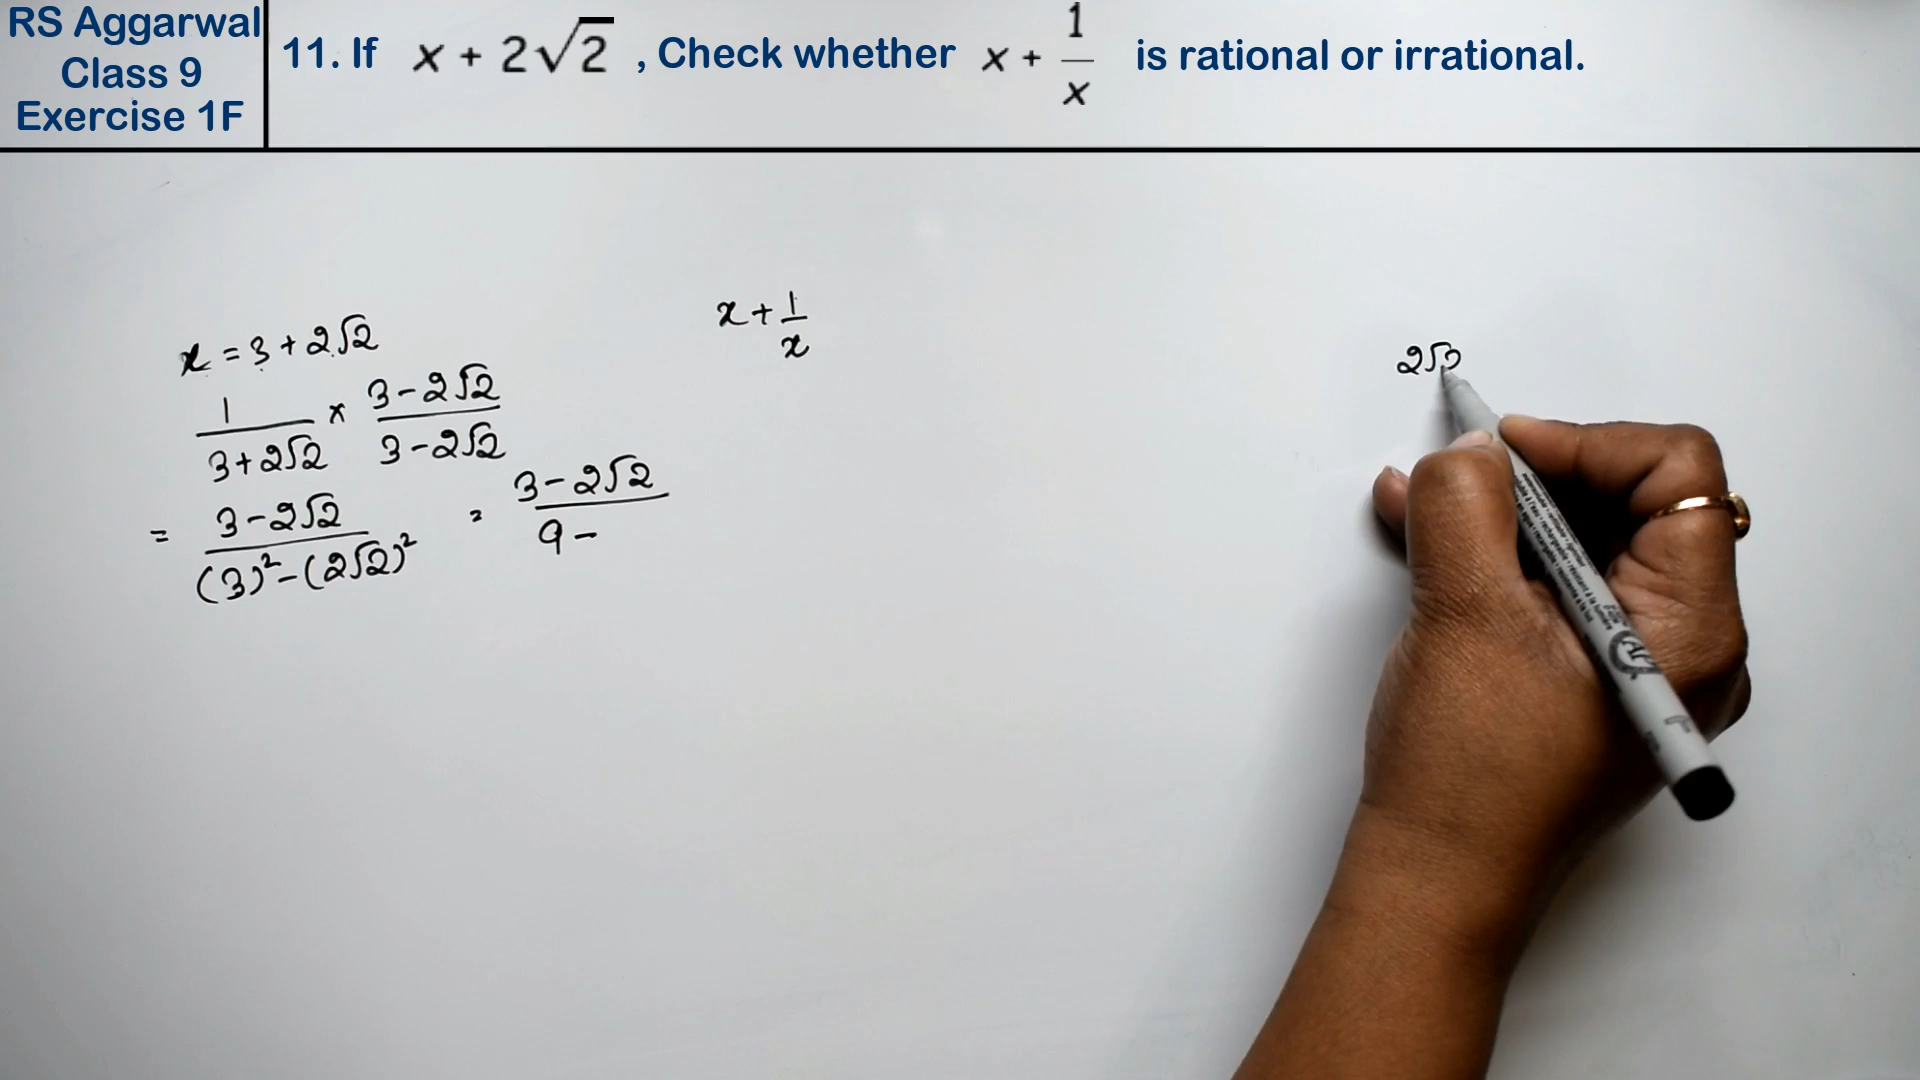 RS Aggarwal
Class 9
Exercise 1F
11. If x + 2√2 , Check whether x + 1/x is rational or irrational.
x = 3 + 2√2
1/(3+2√2) × (3-2√2)/(3-2√2)
= (3-2√2)/((3)²-(2√2)²) = (3-2√2)/(9-
x + 1/x
2√2